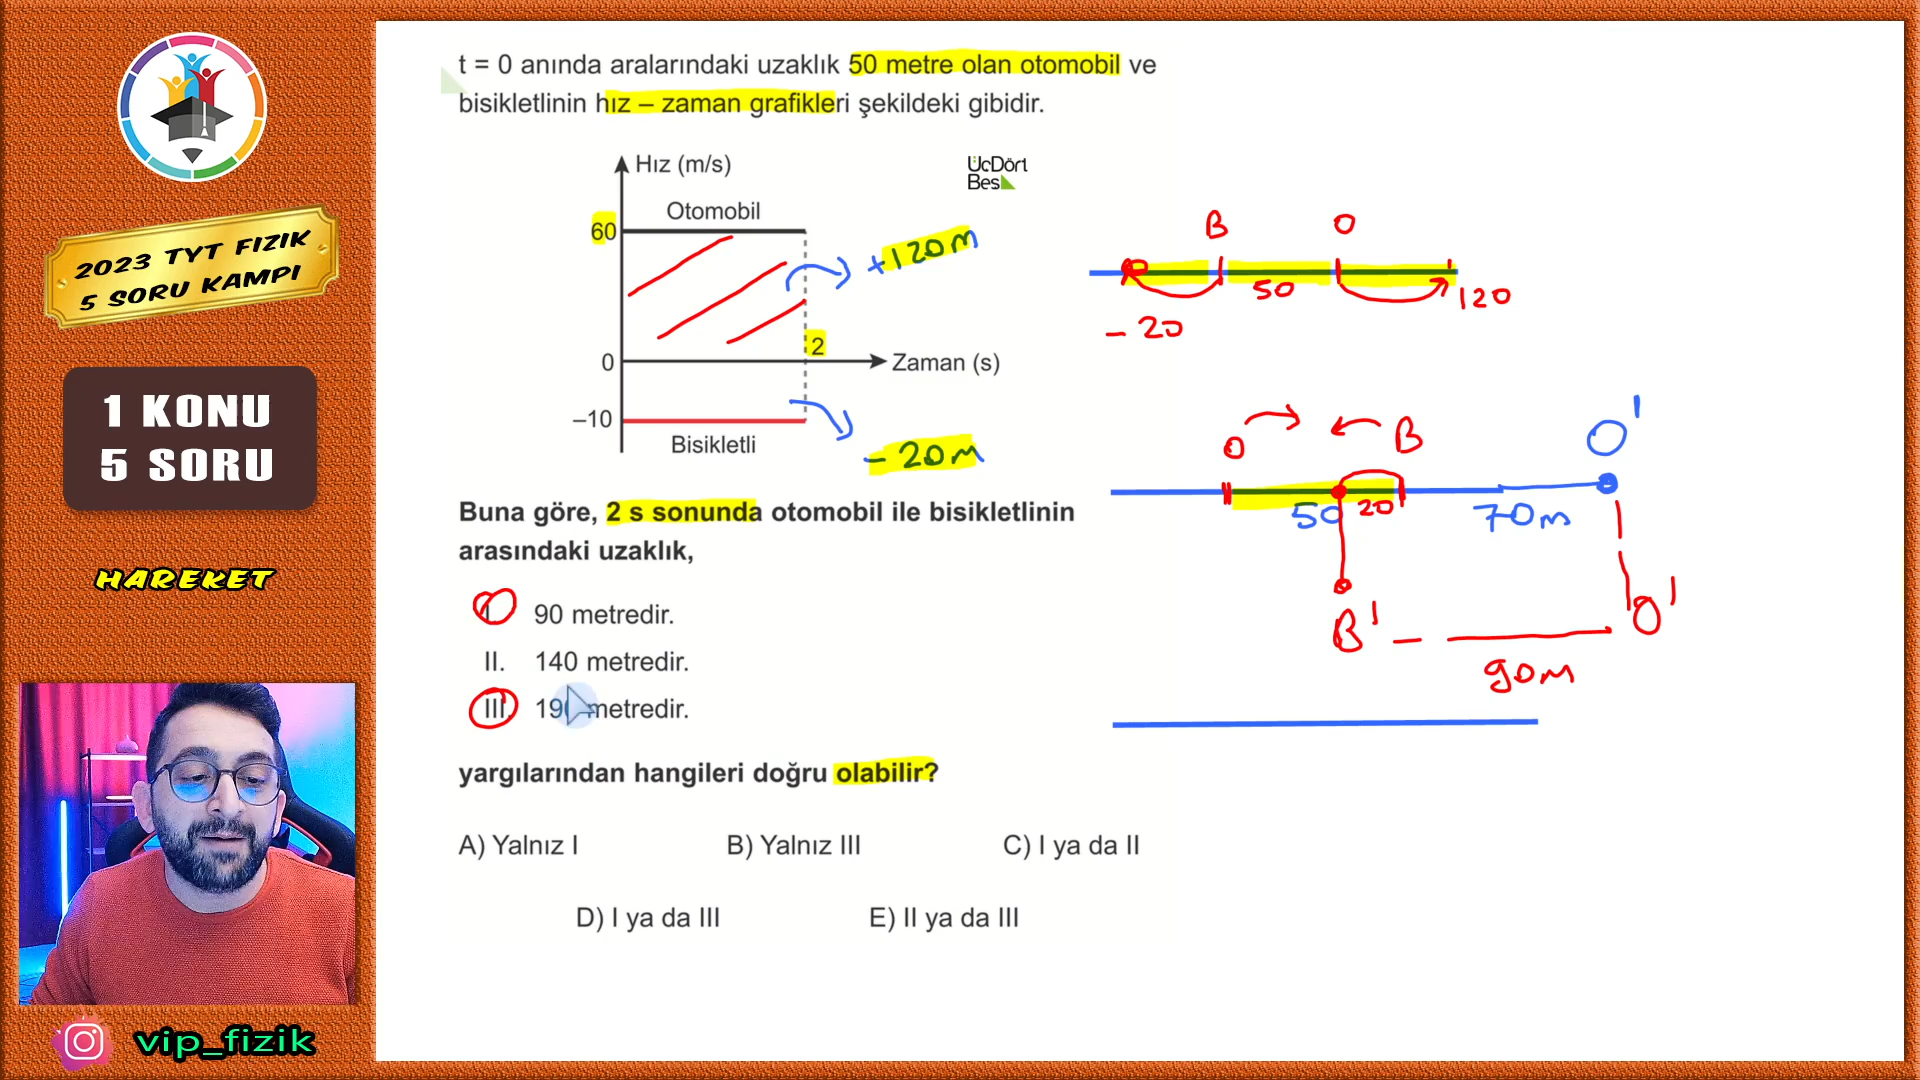 2023 TYT FIZIK
5 SORU KAMPI
1 KONU
5 SORU
HAREKET
vip_fizik
t = 0 anında aralarındaki uzaklık 50 metre olan otomobil ve
bisikletlinin hız – zaman grafikleri şekildeki gibidir.
Hız (m/s)
ÜçDört
Beş
Otomobil
60
+120m
2
0
Zaman (s)
–10
Bisikletli
- 20m
B O
50
120
- 20
O B O'
50 20 70m
B' O'
90m
Buna göre, 2 s sonunda otomobil ile bisikletlinin
arasındaki uzaklık,
I. 90 metredir.
II. 140 metredir.
III. 190 metredir.
yargılarından hangileri doğru olabilir?
A) Yalnız I B) Yalnız III C) I ya da II
D) I ya da III E) II ya da III